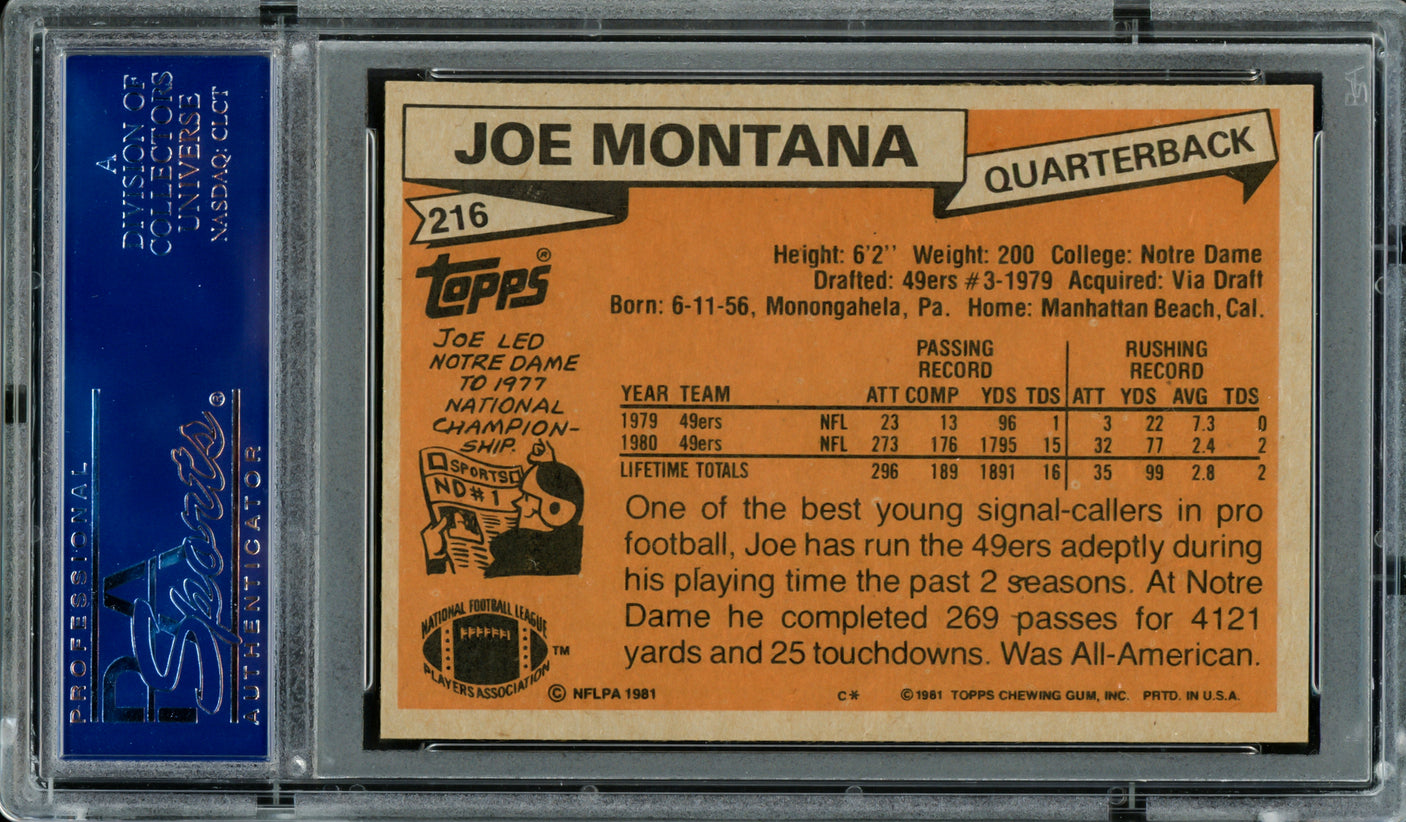 A
DIVISION OF
COLLECTORS
UNIVERSE
NASDAQ: CLCT
PROFESSIONAL
PSA
Sports®
AUTHENTICATOR
PSA
JOE MONTANA
QUARTERBACK
216
TOPPS®
JOE LED
NOTRE DAME
TO 1977
NATIONAL
CHAMPION-
SHIP.
SPORTS
ND#1
NATIONAL FOOTBALL LEAGUE
PLAYERS ASSOCIATION
TM
Height: 6'2'' Weight: 200 College: Notre Dame
Drafted: 49ers #3-1979 Acquired: Via Draft
Born: 6-11-56, Monongahela, Pa. Home: Manhattan Beach, Cal.
PASSING RECORD RUSHING RECORD
YEAR TEAM ATT COMP YDS TDS ATT YDS AVG TDS
1979 49ers NFL 23 13 96 1 3 22 7.3 0
1980 49ers NFL 273 176 1795 15 32 77 2.4 2
LIFETIME TOTALS 296 189 1891 16 35 99 2.8 2
One of the best young signal-callers in pro
football, Joe has run the 49ers adeptly during
his playing time the past 2 seasons. At Notre
Dame he completed 269 passes for 4121
yards and 25 touchdowns. Was All-American.
© NFLPA 1981 C* ©1981 TOPPS CHEWING GUM, INC. PRTD. IN U.S.A.